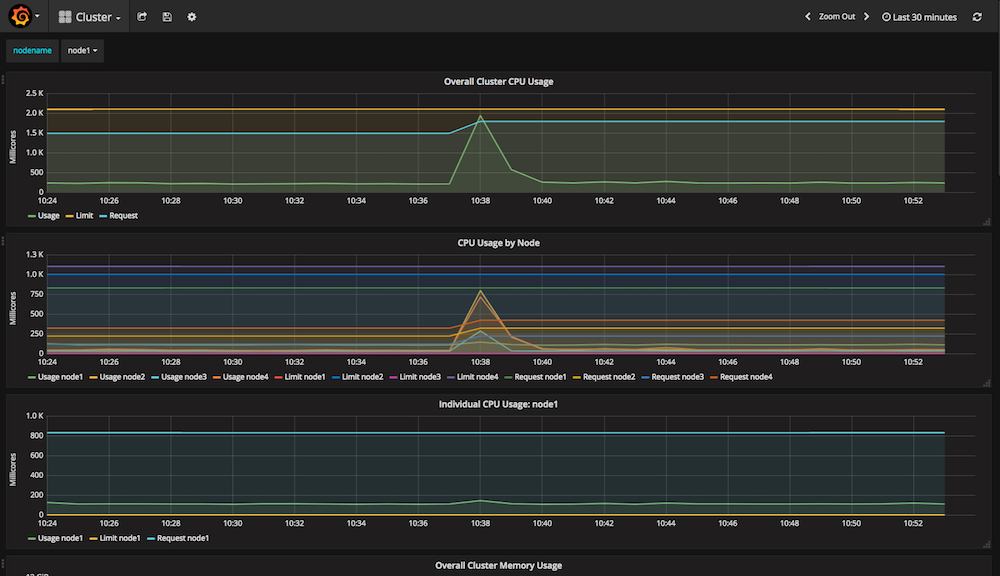 Cluster Zoom Out Last 30 minutes
nodename node1
Overall Cluster CPU Usage
Millicores
2.5 K
2.0 K
1.5 K
1.0 K
500
0
10:24 10:26 10:28 10:30 10:32 10:34 10:36 10:38 10:40 10:42 10:44 10:46 10:48 10:50 10:52
Usage Limit Request
CPU Usage by Node
Millicores
1.3 K
1.0 K
750
500
250
0
10:24 10:26 10:28 10:30 10:32 10:34 10:36 10:38 10:40 10:42 10:44 10:46 10:48 10:50 10:52
Usage node1 Usage node2 Usage node3 Usage node4 Limit node1 Limit node2 Limit node3 Limit node4 Request node1 Request node2 Request node3 Request node4
Individual CPU Usage: node1
Millicores
1.0 K
800
600
400
200
0
10:24 10:26 10:28 10:30 10:32 10:34 10:36 10:38 10:40 10:42 10:44 10:46 10:48 10:50 10:52
Usage node1 Limit node1 Request node1
Overall Cluster Memory Usage